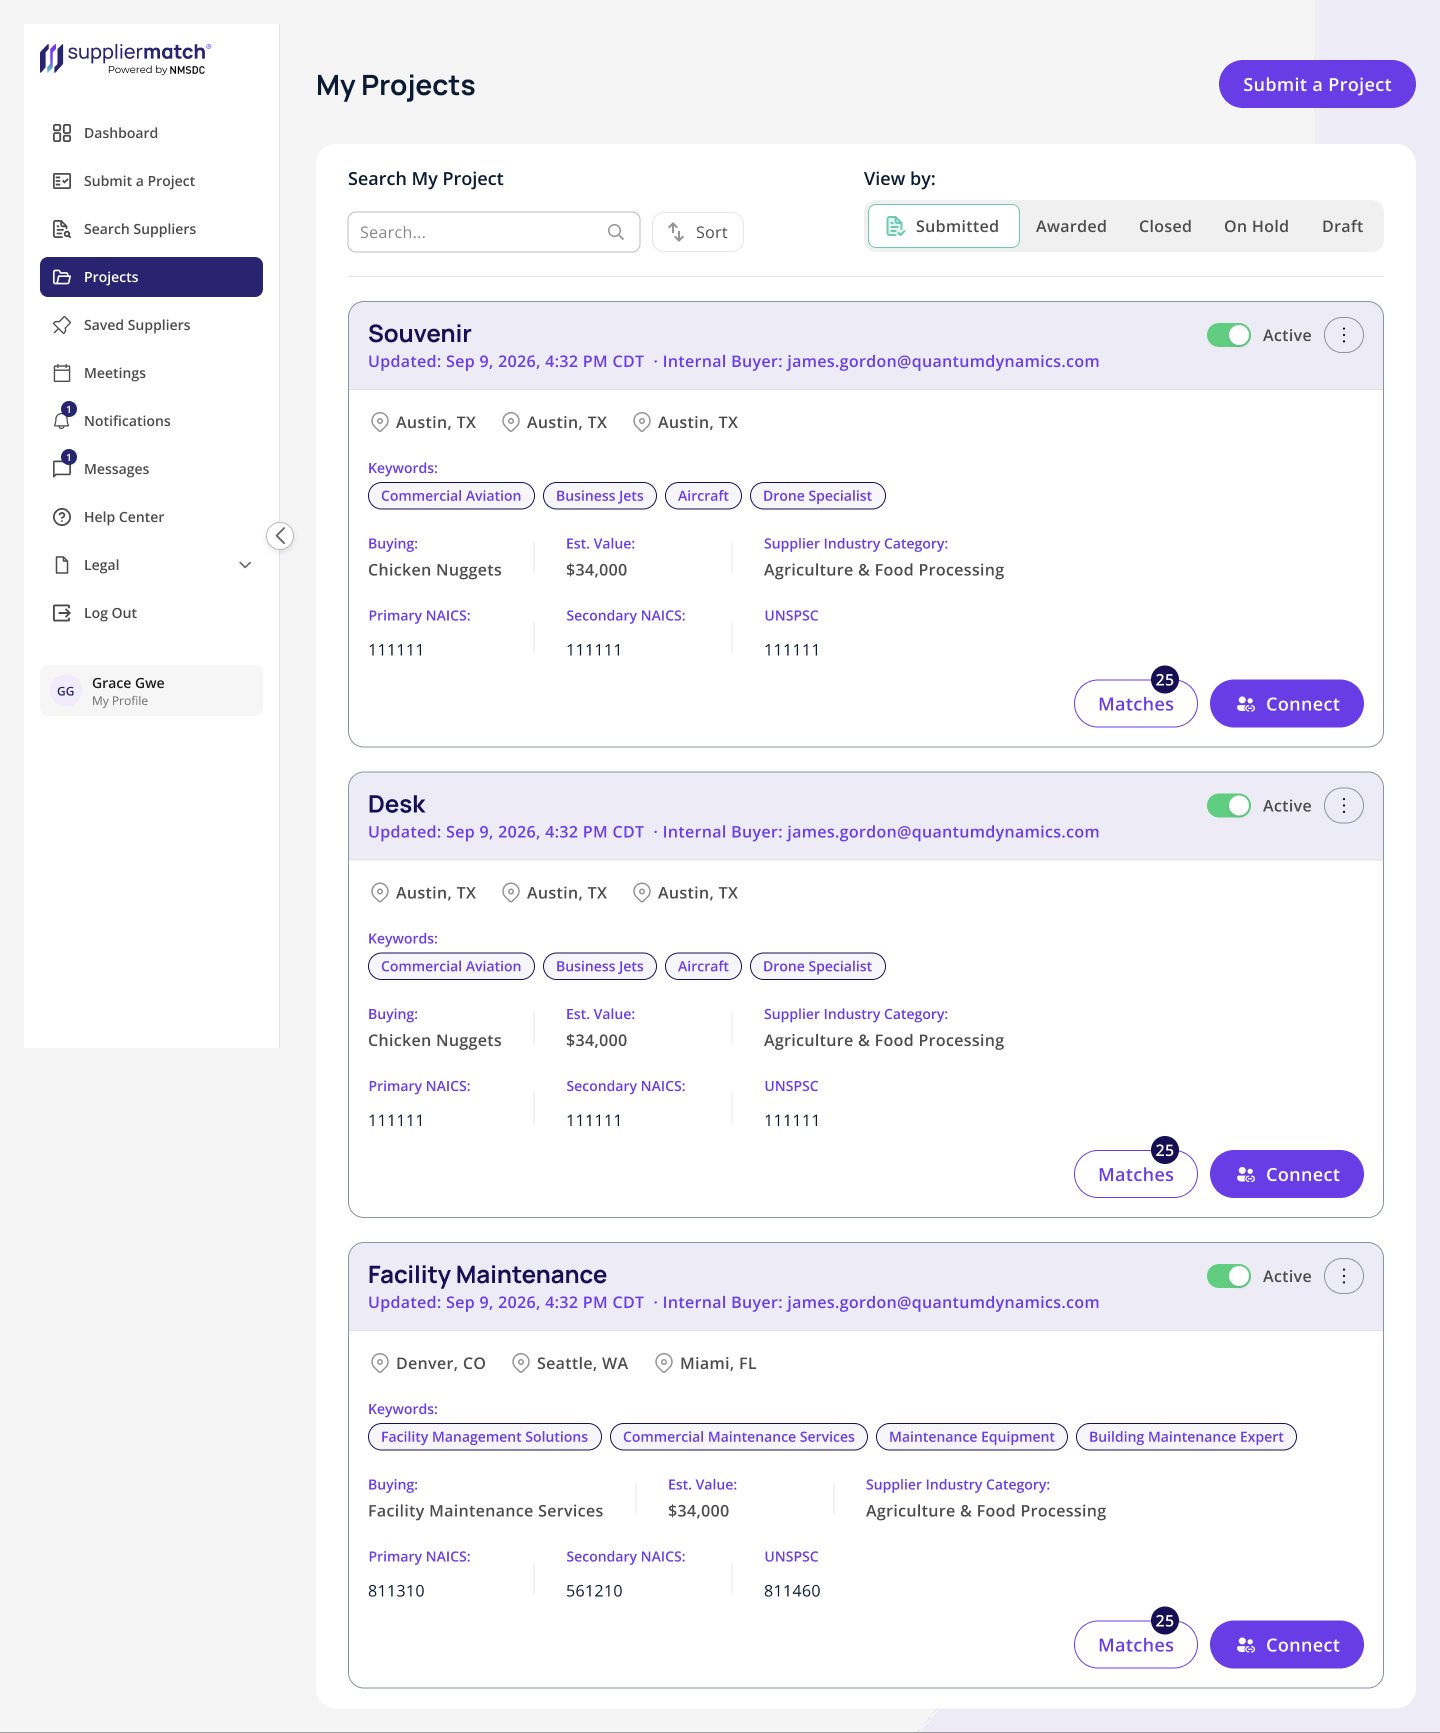 suppliermatch®
Powered by NMSDC
Dashboard
Submit a Project
Search Suppliers
Projects
Saved Suppliers
Meetings
1
Notifications
1
Messages
Help Center
Legal
Log Out
GG
Grace Gwe
My Profile
My Projects
Submit a Project
Search My Project
View by:
Search...
Sort
Submitted Awarded Closed On Hold Draft
Souvenir
Active
Updated: Sep 9, 2026, 4:32 PM CDT · Internal Buyer: james.gordon@quantumdynamics.com
Austin, TX Austin, TX Austin, TX
Keywords:
Commercial Aviation Business Jets Aircraft Drone Specialist
Buying: Est. Value: Supplier Industry Category:
Chicken Nuggets $34,000 Agriculture & Food Processing
Primary NAICS: Secondary NAICS: UNSPSC
111111 111111 111111
25
Matches Connect
Desk
Active
Updated: Sep 9, 2026, 4:32 PM CDT · Internal Buyer: james.gordon@quantumdynamics.com
Austin, TX Austin, TX Austin, TX
Keywords:
Commercial Aviation Business Jets Aircraft Drone Specialist
Buying: Est. Value: Supplier Industry Category:
Chicken Nuggets $34,000 Agriculture & Food Processing
Primary NAICS: Secondary NAICS: UNSPSC
111111 111111 111111
25
Matches Connect
Facility Maintenance
Active
Updated: Sep 9, 2026, 4:32 PM CDT · Internal Buyer: james.gordon@quantumdynamics.com
Denver, CO Seattle, WA Miami, FL
Keywords:
Facility Management Solutions Commercial Maintenance Services Maintenance Equipment Building Maintenance Expert
Buying: Est. Value: Supplier Industry Category:
Facility Maintenance Services $34,000 Agriculture & Food Processing
Primary NAICS: Secondary NAICS: UNSPSC
811310 561210 811460
25
Matches Connect